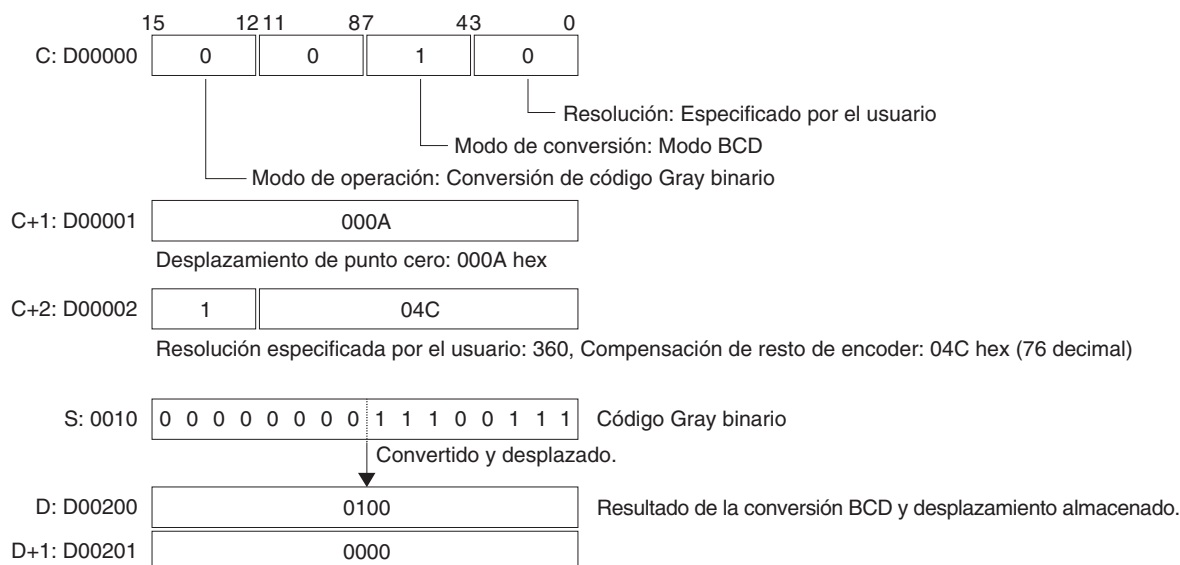 15 12 11 87 43 0
C: D00000 0 0 1 0
Resolución: Especificado por el usuario
Modo de conversión: Modo BCD
Modo de operación: Conversión de código Gray binario
C+1: D00001 000A
Desplazamiento de punto cero: 000A hex
C+2: D00002 1 04C
Resolución especificada por el usuario: 360, Compensación de resto de encoder: 04C hex (76 decimal)
S: 0010 0 0 0 0 0 0 0 0 1 1 1 0 0 1 1 1 Código Gray binario
Convertido y desplazado.
D: D00200 0100 Resultado de la conversión BCD y desplazamiento almacenado.
D+1: D00201 0000